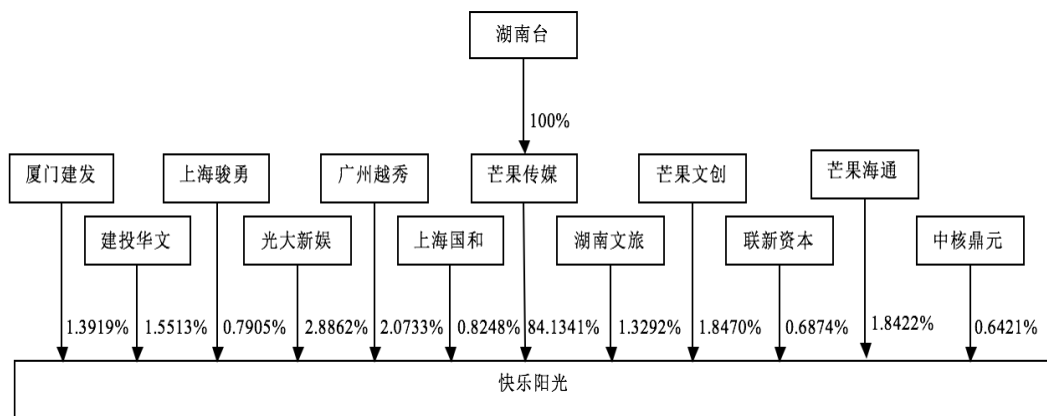 湖南台
100%
厦门建发
上海骏勇
广州越秀
芒果传媒
芒果文创
芒果海通
建投华文
光大新娱
上海国和
湖南文旅
联新资本
中核鼎元
1.3919%
1.5513%
0.7905%
2.8862%
2.0733%
0.8248%
84.1341%
1.3292%
1.8470%
0.6874%
1.8422%
0.6421%
快乐阳光